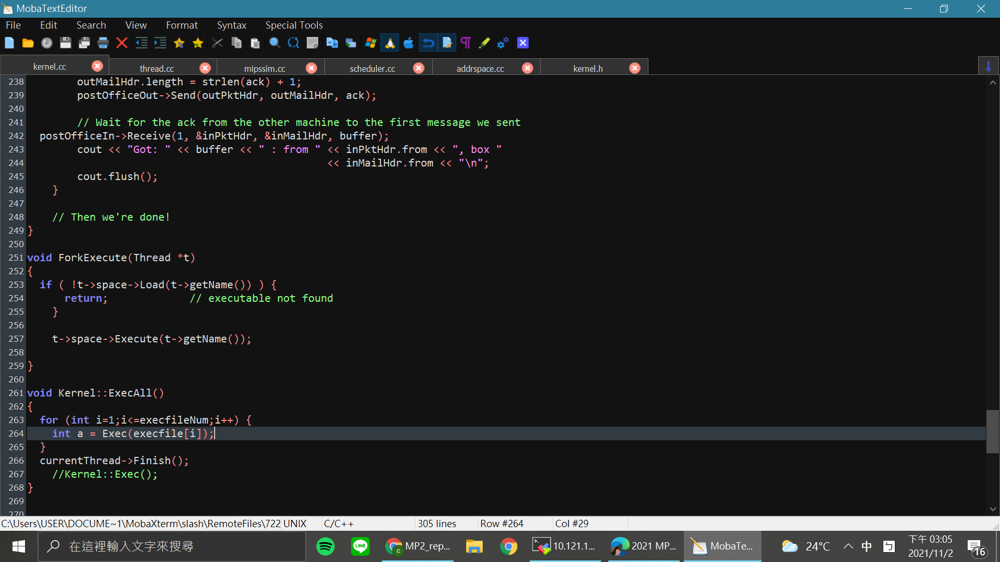 MobaTextEditor
File Edit Search View Format Syntax Special Tools
kernel.cc thread.cc mipssim.cc scheduler.cc addrspace.cc kernel.h
238 outMailHdr.length = strlen(ack) + 1;
239 postOfficeOut->Send(outPktHdr, outMailHdr, ack);
240
241 // Wait for the ack from the other machine to the first message we sent
242 postOfficeIn->Receive(1, &inPktHdr, &inMailHdr, buffer);
243 cout << "Got: " << buffer << " : from " << inPktHdr.from << ", box "
244 << inMailHdr.from << "\n";
245 cout.flush();
246 }
247
248 // Then we're done!
249 }
250
251 void ForkExecute(Thread *t)
252 {
253 if ( !t->space->Load(t->getName()) ) {
254 return; // executable not found
255 }
256
257 t->space->Execute(t->getName());
258
259 }
260
261 void Kernel::ExecAll()
262 {
263 for (int i=1;i<=execfileNum;i++) {
264 int a = Exec(execfile[i]);
265 }
266 currentThread->Finish();
267 //Kernel::Exec();
268 }
269
270
C:\Users\USER\DOCUME~1\MobaXterm\slash\RemoteFiles\722 UNIX C/C++ 305 lines Row #264 Col #29
在這裡輸入文字來搜尋 LINE C MP2_rep... 10.121.1... 2021 MP... MobaTe... 24°C 中 ㄅ 下午 03:05
2021/11/2 16